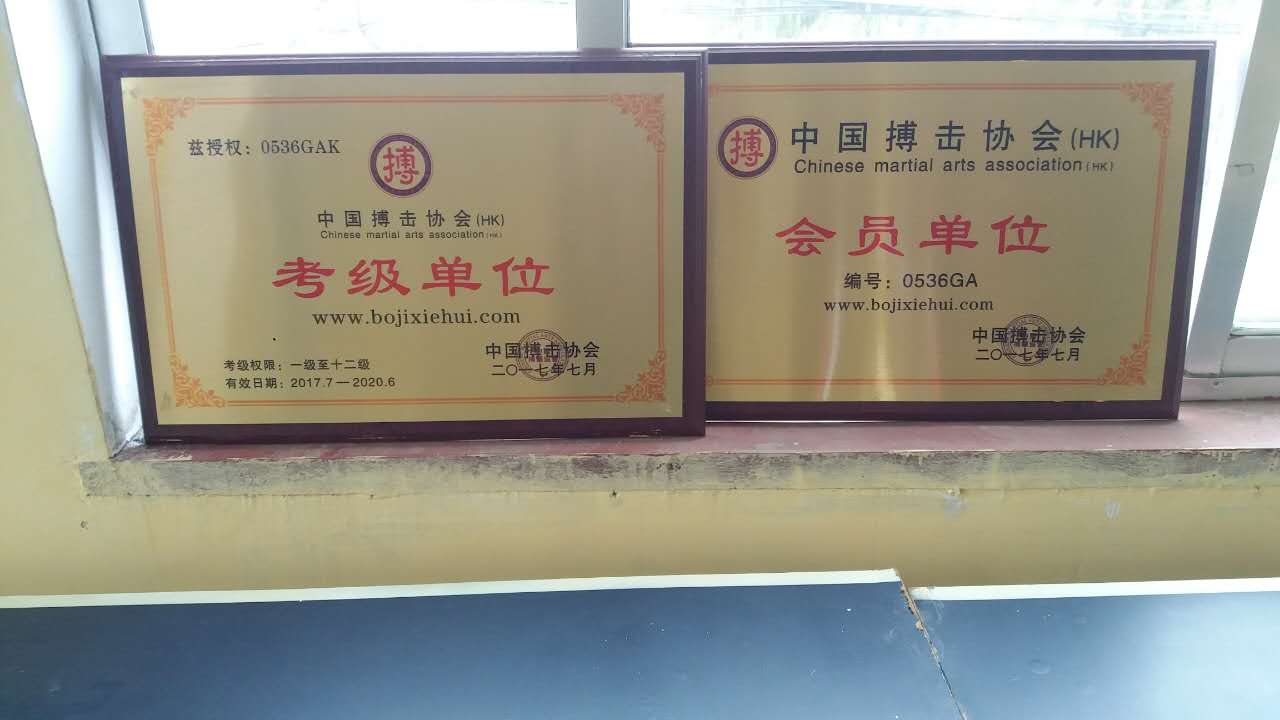 兹授权：0536GAK
搏
中国搏击协会(HK)
Chinese martial arts association(HK)
考级单位
www.bojixiehui.com
考级权限：一级至十二级
有效日期：2017.7—2020.6
中国搏击协会
二〇一七年七月
搏
中国搏击协会(HK)
Chinese martial arts association(HK)
会员单位
编号：0536GA
www.bojixiehui.com
中国搏击协会
二〇一七年七月